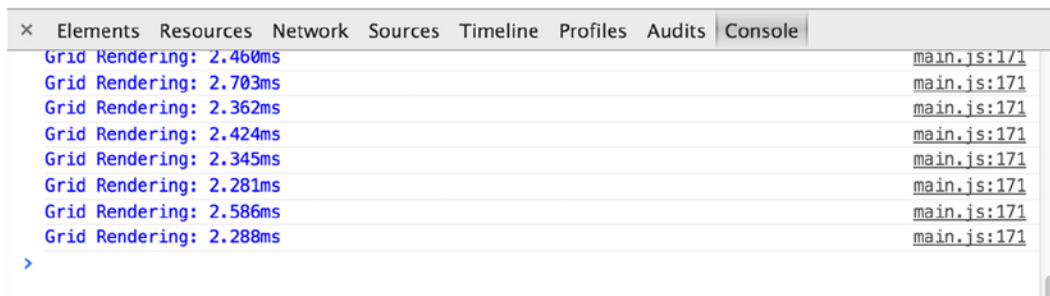 × Elements Resources Network Sources Timeline Profiles Audits Console
Grid Rendering: 2.460ms main.js:171
Grid Rendering: 2.703ms main.js:171
Grid Rendering: 2.362ms main.js:171
Grid Rendering: 2.424ms main.js:171
Grid Rendering: 2.345ms main.js:171
Grid Rendering: 2.281ms main.js:171
Grid Rendering: 2.586ms main.js:171
Grid Rendering: 2.288ms main.js:171
>